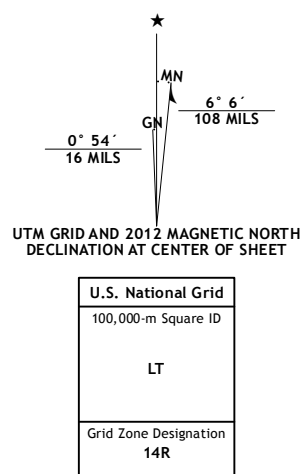 ★
MN
GN
6° 6´
108 MILS
0° 54´
16 MILS
UTM GRID AND 2012 MAGNETIC NORTH
DECLINATION AT CENTER OF SHEET
U.S. National Grid
100,000-m Square ID
LT
Grid Zone Designation
14R